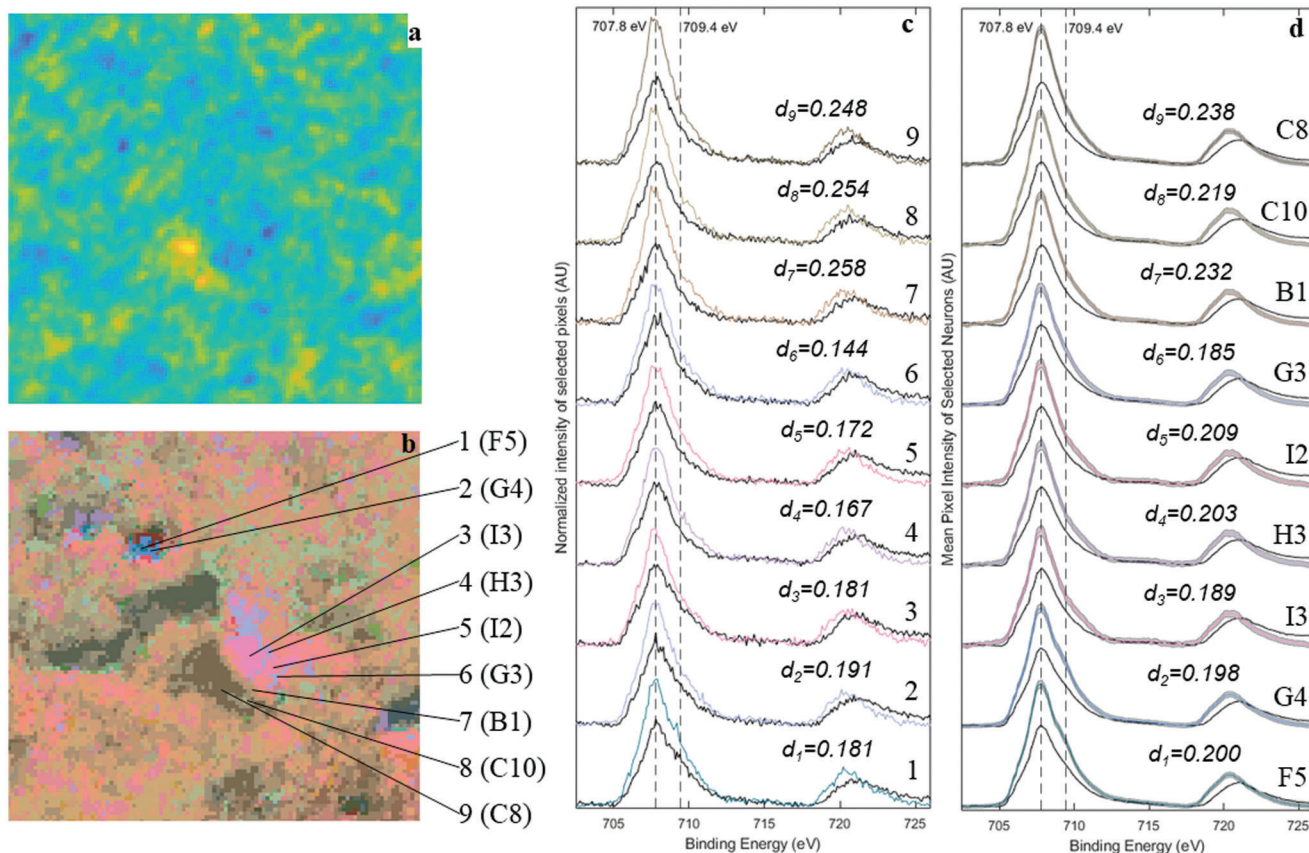 a
b
1 (F5)
2 (G4)
3 (I3)
4 (H3)
5 (I2)
6 (G3)
7 (B1)
8 (C10)
9 (C8)
707.8 eV
709.4 eV
c
Normalized intensity of selected pixels (AU)
d9=0.248
9
d8=0.254
8
d7=0.258
7
d6=0.144
6
d5=0.172
5
d4=0.167
4
d3=0.181
3
d2=0.191
2
d1=0.181
1
705 710 715 720 725
Binding Energy (eV)
707.8 eV
709.4 eV
d
Mean Pixel Intensity of Selected Neurons (AU)
d9=0.238
C8
d8=0.219
C10
d7=0.232
B1
d6=0.185
G3
d5=0.209
I2
d4=0.203
H3
d3=0.189
I3
d2=0.198
G4
d1=0.200
F5
705 710 715 720 725
Binding Energy (eV)